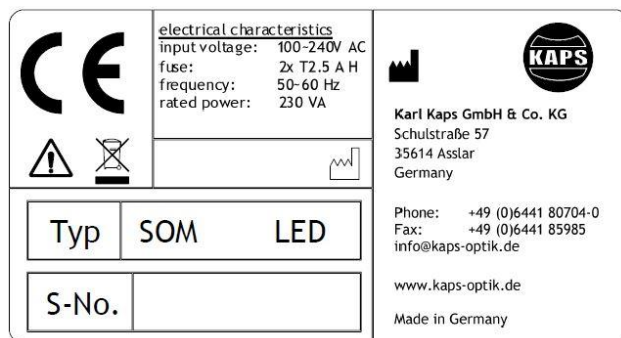 CE
electrical characteristics
input voltage: 100~240V AC
fuse: 2x T2.5 A H
frequency: 50~60 Hz
rated power: 230 VA
Typ SOM LED
S-No.
KAPS
Karl Kaps GmbH & Co. KG
Schulstraße 57
35614 Asslar
Germany
Phone: +49 (0)6441 80704-0
Fax: +49 (0)6441 85985
info@kaps-optik.de
www.kaps-optik.de
Made in Germany